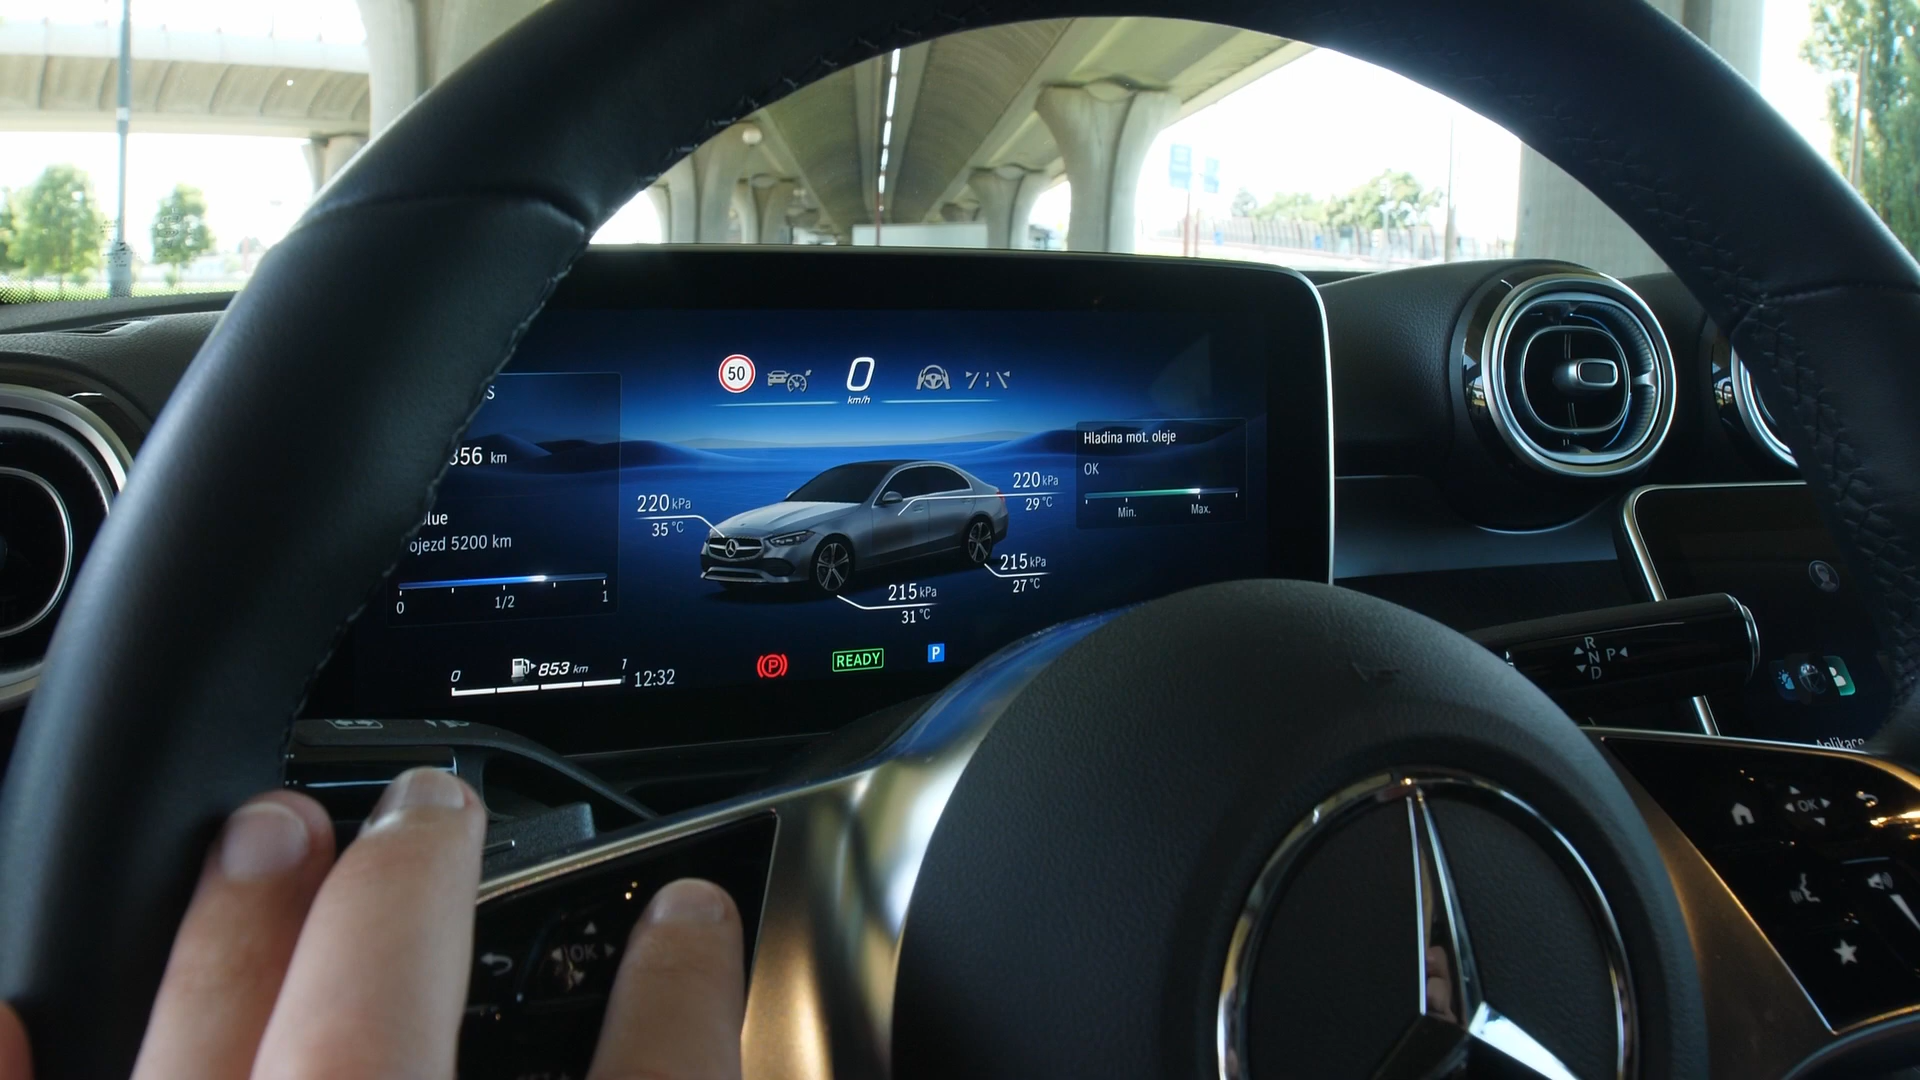 50
0
km/h
356 km
Hladina mot. oleje
OK
Min. Max.
220 kPa
35 °C
220 kPa
29 °C
215 kPa
27 °C
215 kPa
31 °C
ojezd 5200 km
0 1/2 1
0 853 km 1
12:32
P
READY
P
R
N P
D
Aplikace
OK
OK